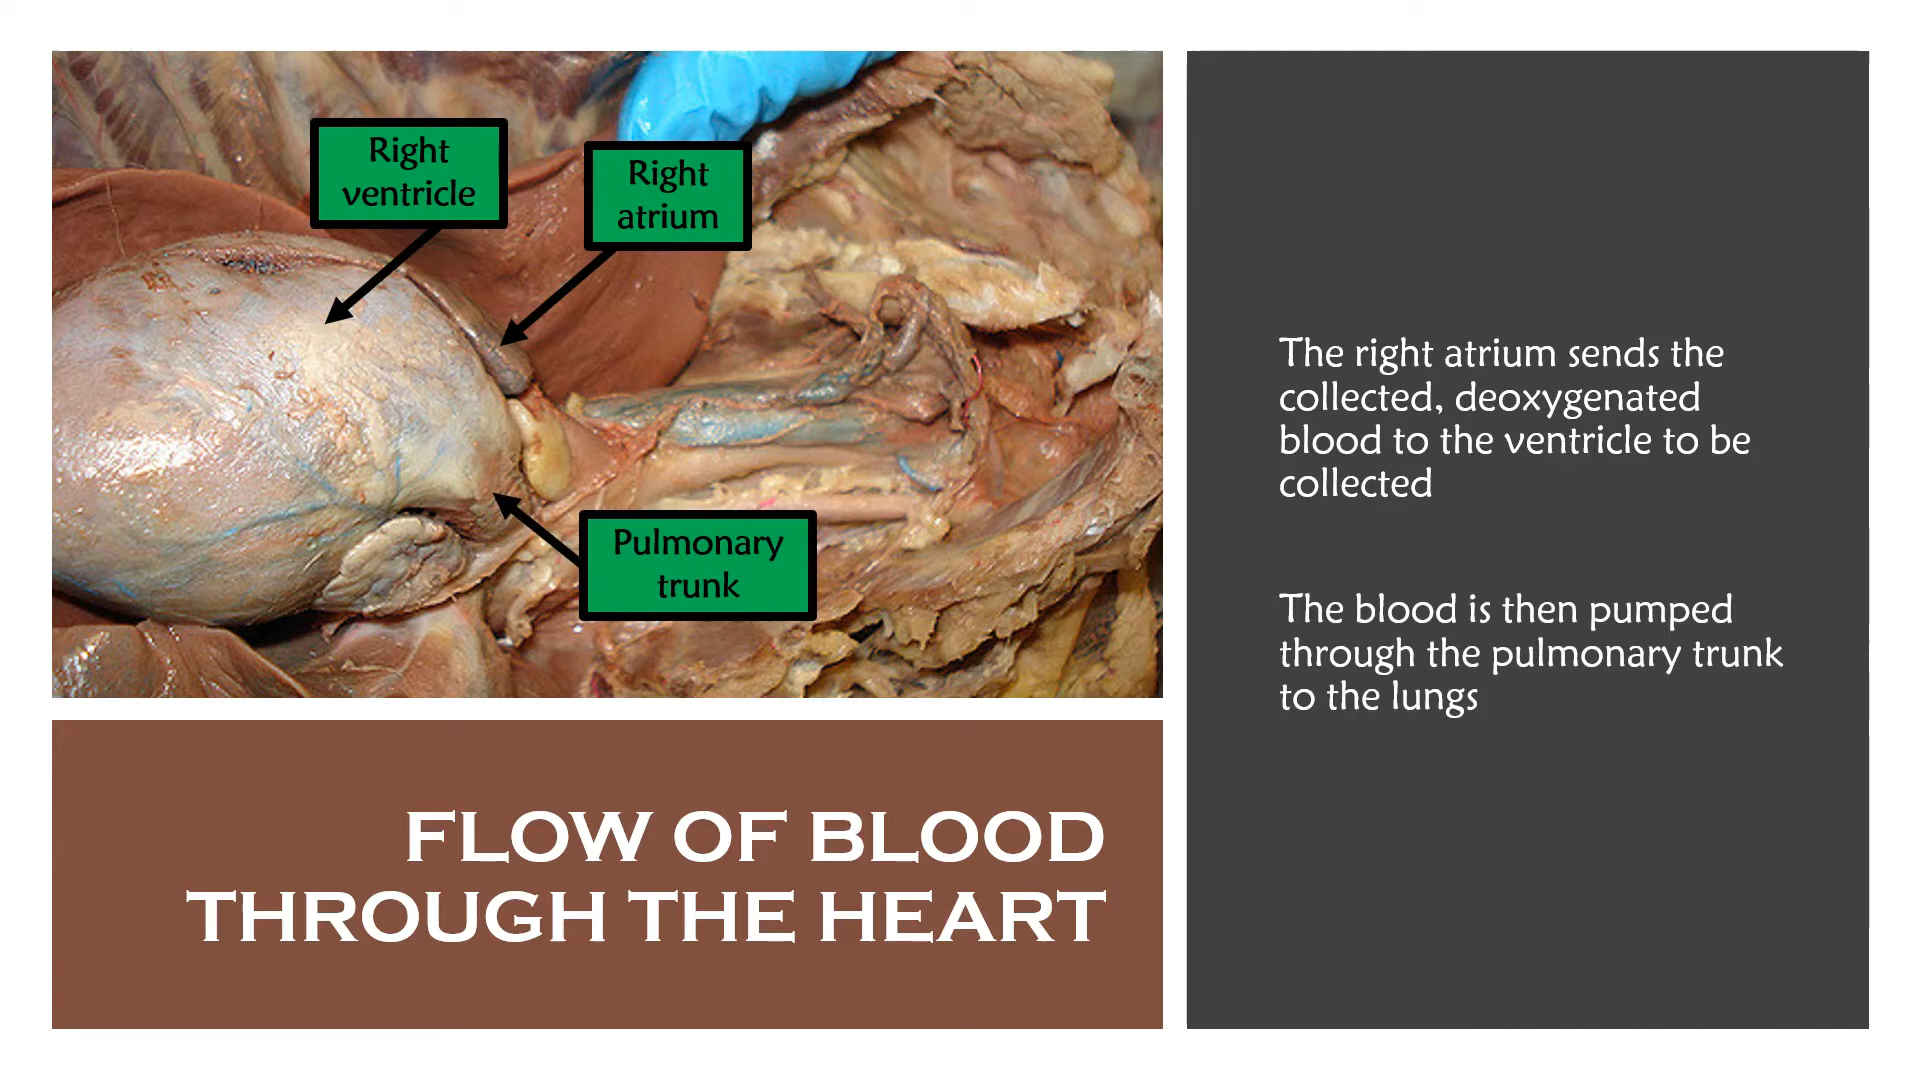 Right
ventricle
Right
atrium
Pulmonary
trunk
FLOW OF BLOOD
THROUGH THE HEART
The right atrium sends the
collected, deoxygenated
blood to the ventricle to be
collected
The blood is then pumped
through the pulmonary trunk
to the lungs